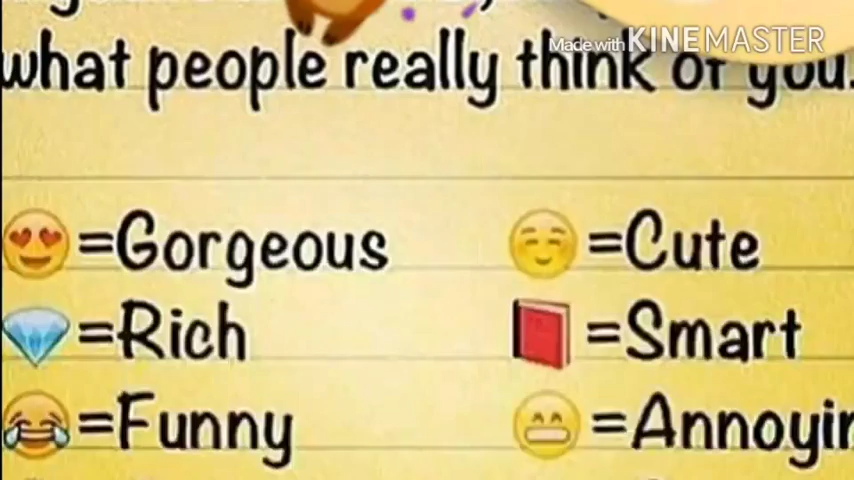 Made with KINEMASTER
what people really think of you.
😍=Gorgeous ☺=Cute
💎=Rich 📕=Smart
😂=Funny 😁=Annoyin